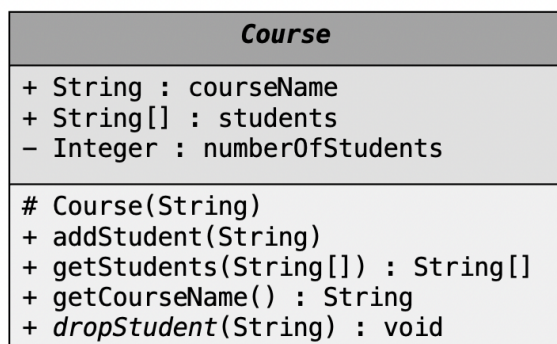 Course
+ String : courseName
+ String[] : students
− Integer : numberOfStudents
# Course(String)
+ addStudent(String)
+ getStudents(String[]) : String[]
+ getCourseName() : String
+ dropStudent(String) : void